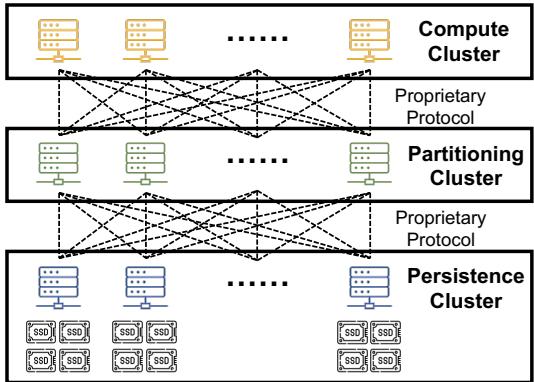 ......
Compute
Cluster
Proprietary
Protocol
......
Partitioning
Cluster
Proprietary
Protocol
......
Persistence
Cluster
SSD SSD SSD SSD SSD SSD
SSD SSD SSD SSD SSD SSD